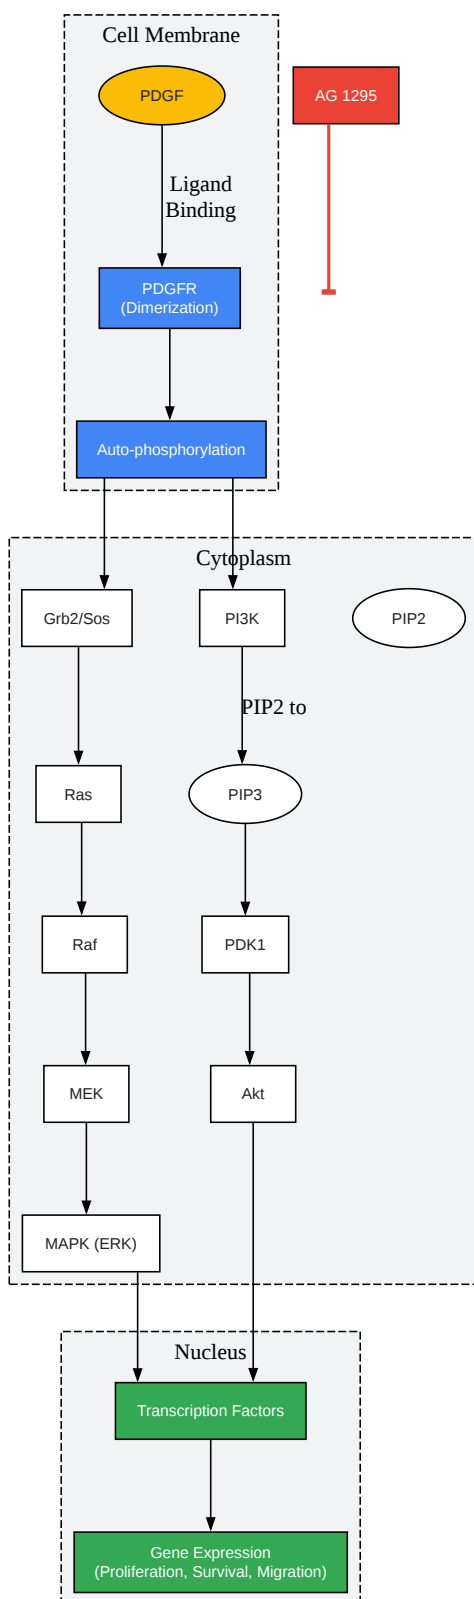 Cell Membrane
PDGF
AG 1295
Ligand
Binding
PDGFR
(Dimerization)
Auto-phosphorylation
Cytoplasm
Grb2/Sos
PI3K
PIP2
PIP2 to
Ras
PIP3
Raf
PDK1
MEK
Akt
MAPK (ERK)
Nucleus
Transcription Factors
Gene Expression
(Proliferation, Survival, Migration)